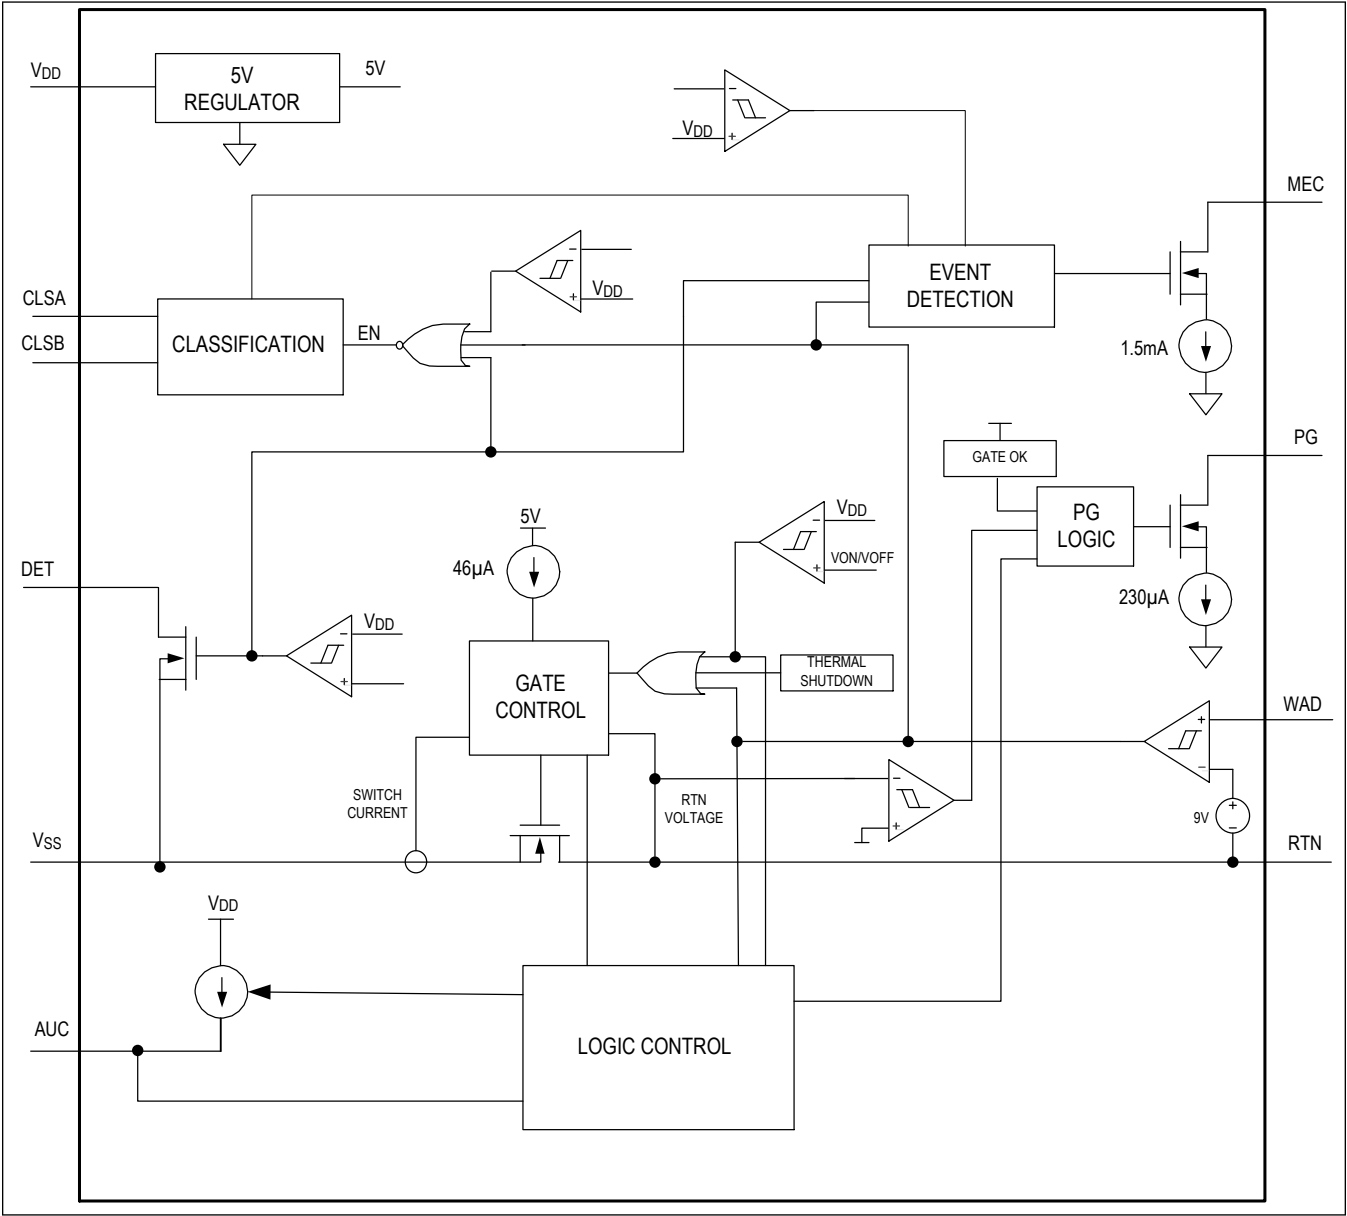 VDD
5V
REGULATOR
5V
−
VDD
+
MEC
EVENT
DETECTION
−
VDD
+
CLSA
CLSB
CLASSIFICATION
EN
1.5mA
PG
GATE OK
PG
LOGIC
5V
46µA
−
VDD
VON/VOFF
+
DET
230µA
−
VDD
+
GATE
CONTROL
THERMAL
SHUTDOWN
WAD
+
−
SWITCH
CURRENT
RTN
VOLTAGE
−
+
9V
+
−
VSS
RTN
VDD
AUC
LOGIC CONTROL